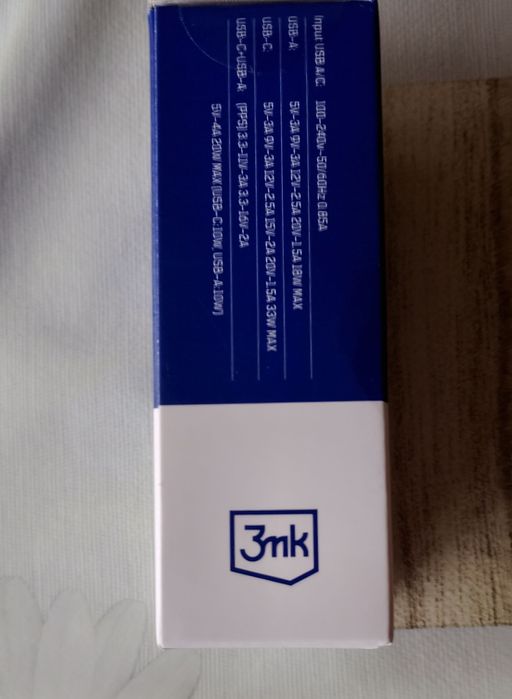 Input USB A/C: 100-240v~50/60Hz 0.85A
USB-A: 5V-3A 9V-3A 12V-2.5A 20V-1.5A 18W MAX
USB-C: 5V-3A 9V-3A 12V-2.5A 15V-2A 20V-1.5A 33W MAX
USB-C+USB-A: (PPS) 3.3-11V-3A 3.3-16V-2A
5V-4A 20W MAX (USB-C:10W, USB-A:10W)
3mk